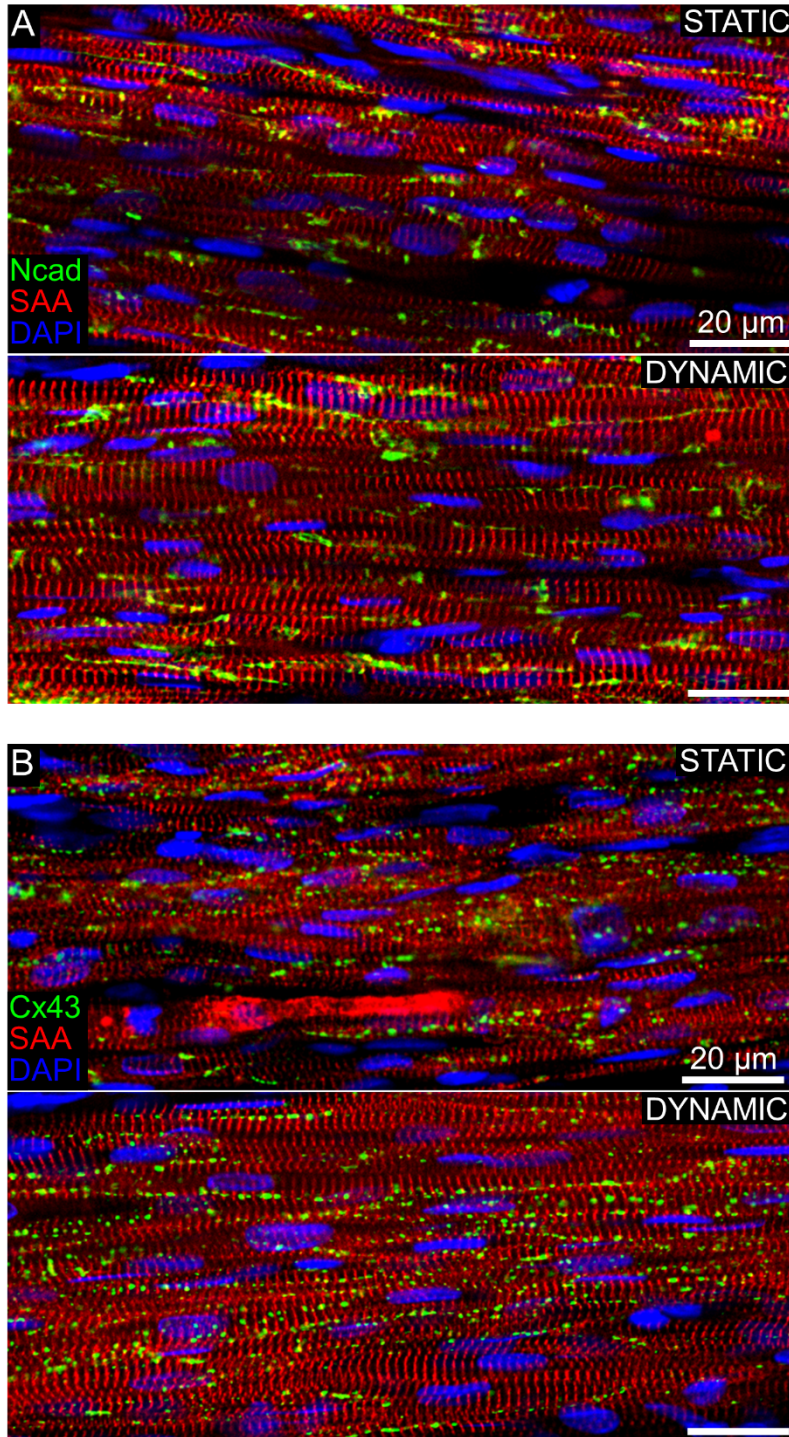 A
STATIC
Ncad
SAA
DAPI
20 µm
DYNAMIC
B
STATIC
Cx43
SAA
DAPI
20 µm
DYNAMIC